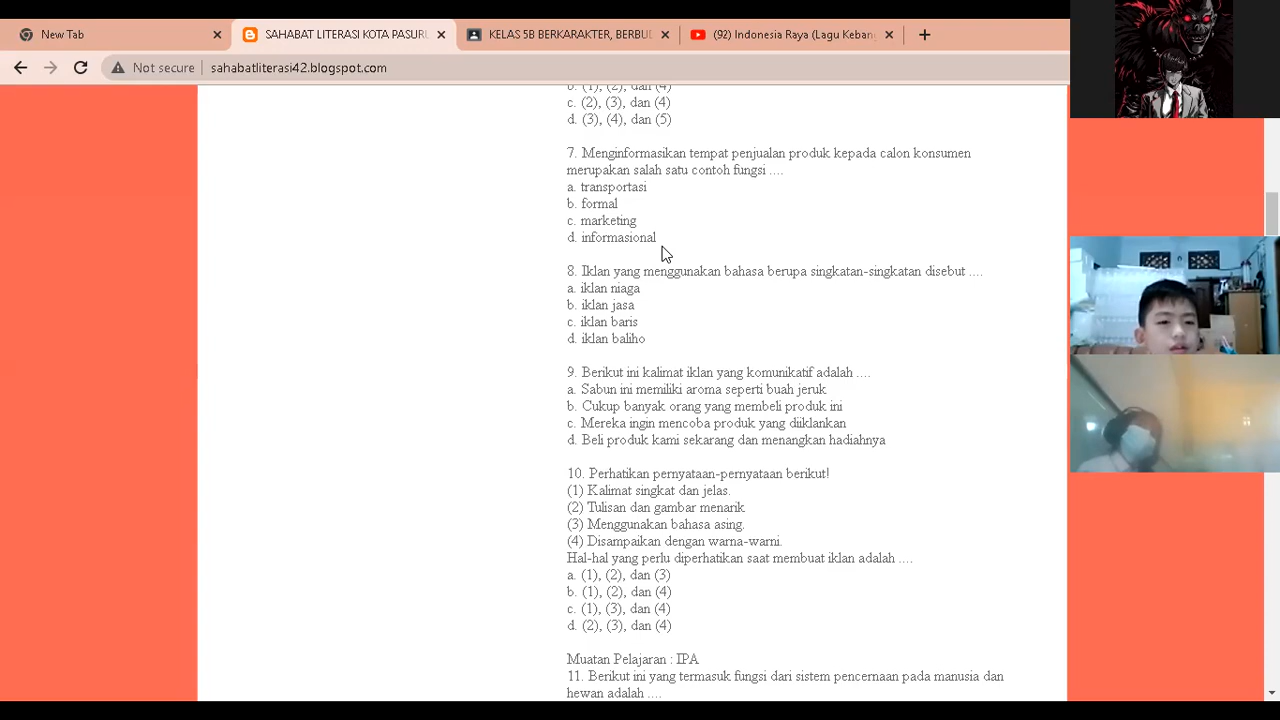 New Tab
SAHABAT LITERASI KOTA PASURU
KELAS 5B BERKARAKTER, BERBUL
(92) Indonesia Raya (Lagu Kebang
Not secure
sahabatliterasi42.blogspot.com
b. (1), (2), dan (4)
c. (2), (3), dan (4)
d. (3), (4), dan (5)
7. Menginformasikan tempat penjualan produk kepada calon konsumen
merupakan salah satu contoh fungsi ....
a. transportasi
b. formal
c. marketing
d. informasional
8. Iklan yang menggunakan bahasa berupa singkatan-singkatan disebut ....
a. iklan niaga
b. iklan jasa
c. iklan baris
d. iklan baliho
9. Berikut ini kalimat iklan yang komunikatif adalah ....
a. Sabun ini memiliki aroma seperti buah jeruk
b. Cukup banyak orang yang membeli produk ini
c. Mereka ingin mencoba produk yang diiklankan
d. Beli produk kami sekarang dan menangkan hadiahnya
10. Perhatikan pernyataan-pernyataan berikut!
(1) Kalimat singkat dan jelas.
(2) Tulisan dan gambar menarik
(3) Menggunakan bahasa asing.
(4) Disampaikan dengan warna-warni.
Hal-hal yang perlu diperhatikan saat membuat iklan adalah ....
a. (1), (2), dan (3)
b. (1), (2), dan (4)
c. (1), (3), dan (4)
d. (2), (3), dan (4)
Muatan Pelajaran : IPA
11. Berikut ini yang termasuk fungsi dari sistem pencernaan pada manusia dan
hewan adalah ....